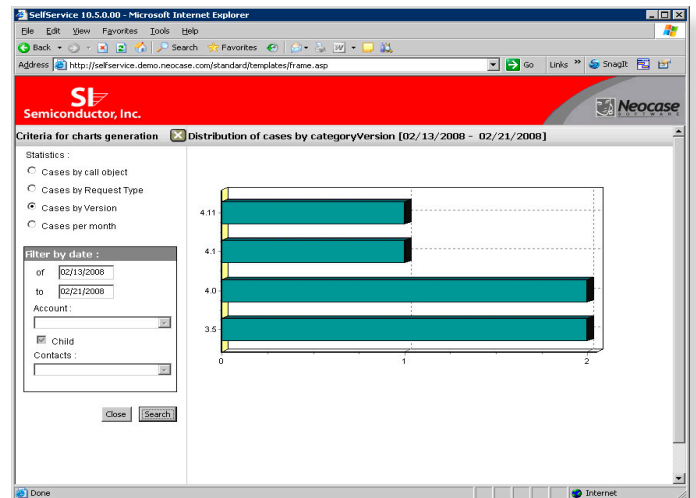 SelfService 10.5.0.00 - Microsoft Internet Explorer
File Edit View Favorites Tools Help
Back Search Favorites
Address http://selfservice.demo.neocase.com/standard/templates/frame.asp Go Links » SnagIt
SI
Semiconductor, Inc.
Neocase
SOFTWARE
Criteria for charts generation
Distribution of cases by categoryVersion [02/13/2008 - 02/21/2008]
Statistics :
Cases by call object
Cases by Request Type
Cases by Version
Cases per month
Filter by date :
of 02/13/2008
to 02/21/2008
Account :
Child
Contacts :
Close Search
4.11
4.1
4.0
3.5
0 1 2
Done Internet